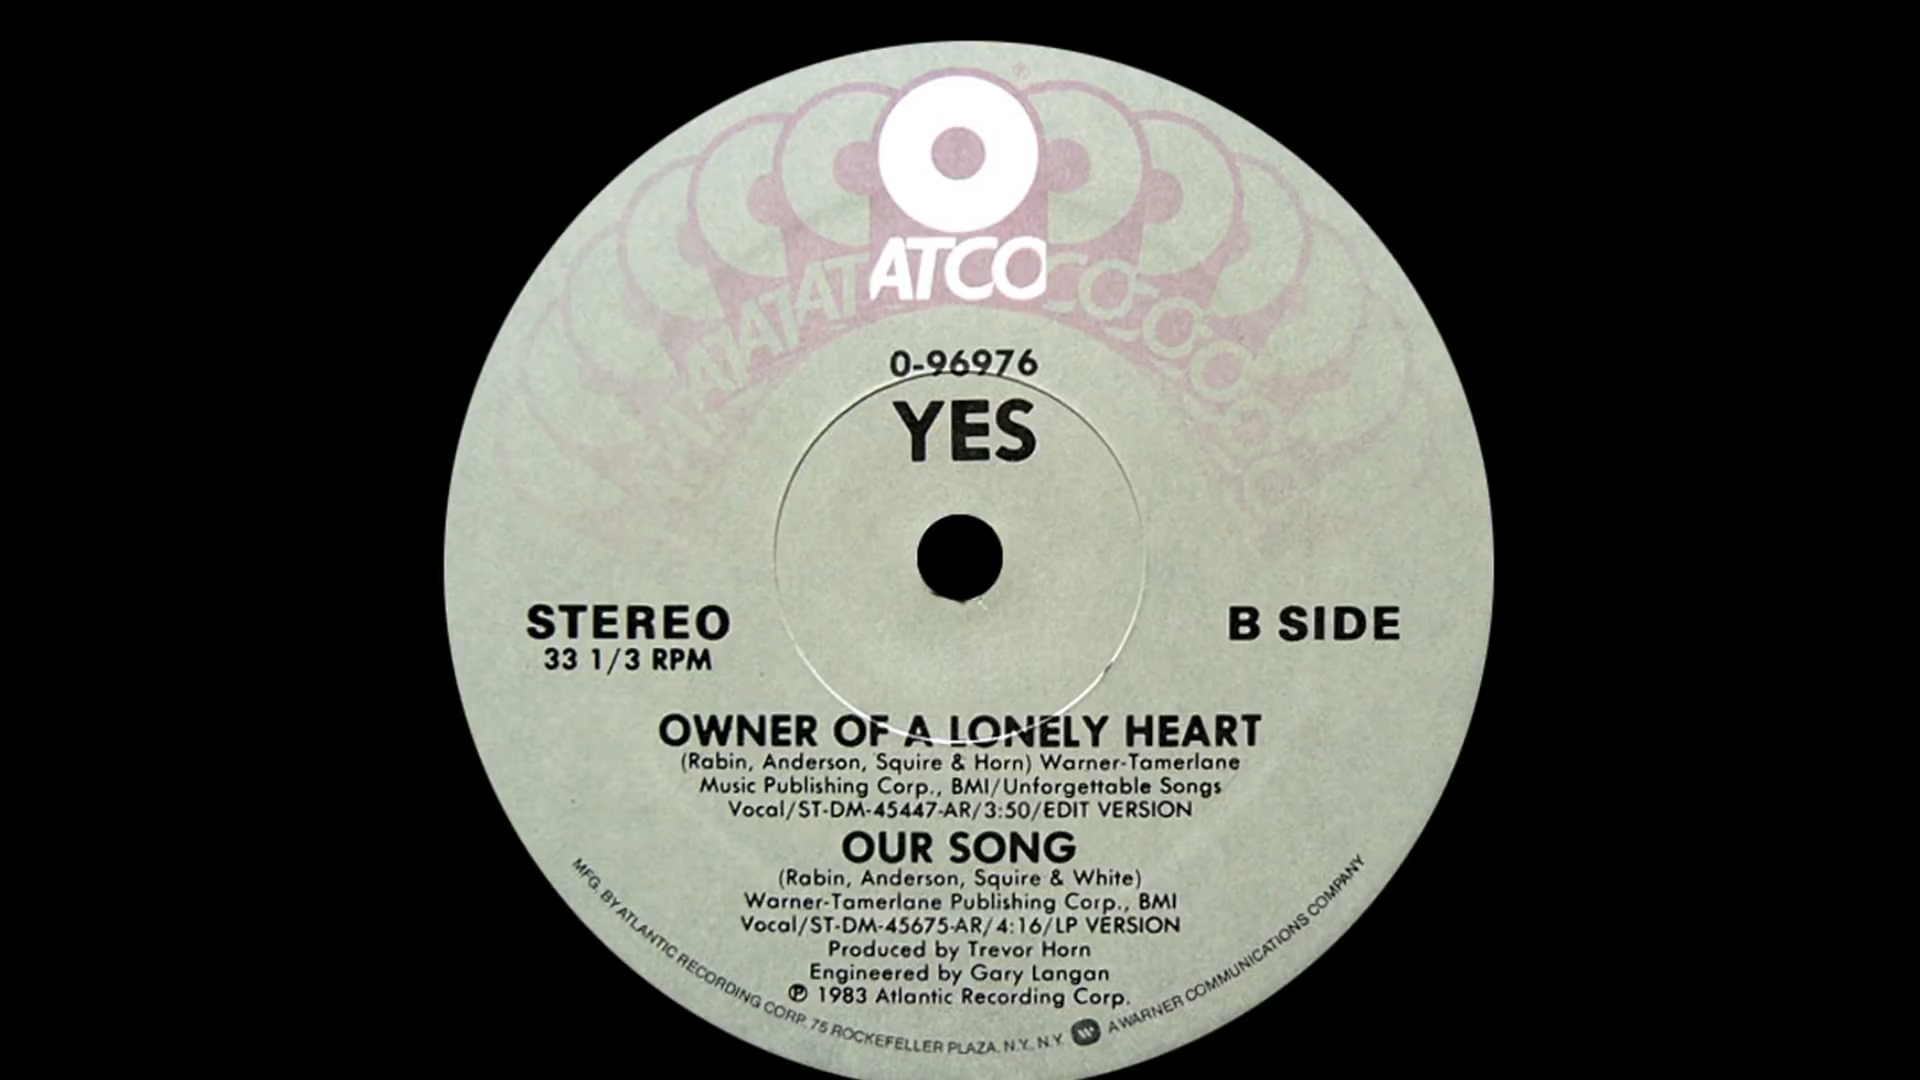 ATCO
0-96976
YES
STEREO
33 1/3 RPM
B SIDE
OWNER OF A LONELY HEART
(Rabin, Anderson, Squire & Horn) Warner-Tamerlane
Music Publishing Corp., BMI/Unforgettable Songs
Vocal/ST-DM-45447-AR/3:50/EDIT VERSION
OUR SONG
(Rabin, Anderson, Squire & White)
Warner-Tamerlane Publishing Corp., BMI
Vocal/ST-DM-45675-AR/4:16/LP VERSION
Produced by Trevor Horn
Engineered by Gary Langan
℗ 1983 Atlantic Recording Corp.
MFG. BY ATLANTIC RECORDING CORP. 75 ROCKEFELLER PLAZA, N.Y., N.Y. A WARNER COMMUNICATIONS COMPANY